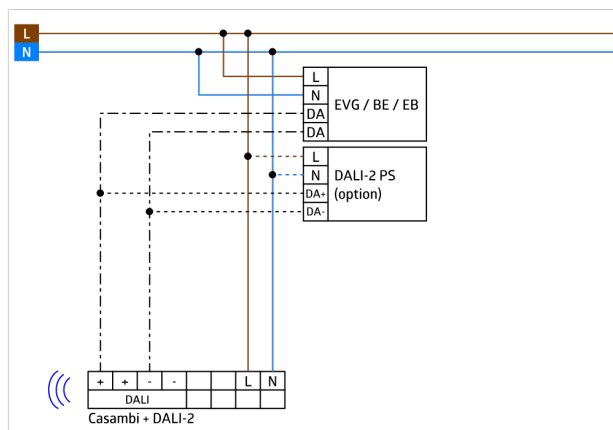 L
N
L
N
DA
DA
EVG / BE / EB
L
N
DA+
DA-
DALI-2 PS
(option)
+ + - - L N
DALI
Casambi + DALI-2